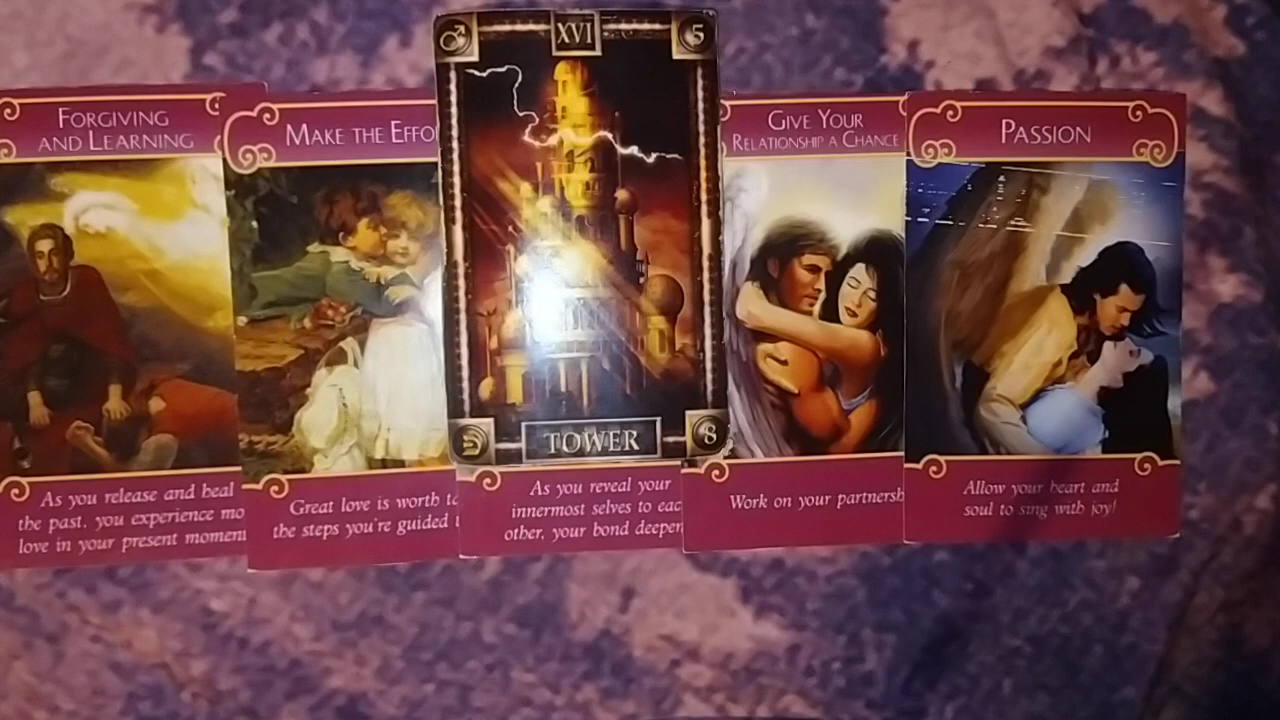 FORGIVING
AND LEARNING
As you release and heal
the past, you experience mo
love in your present momen
MAKE THE EFFO
Great love is worth
the steps you're guided
XVI
5
TOWER
8
As you reveal your
innermost selves to eac
other, your bond deepen
GIVE YOUR
RELATIONSHIP A CHANCE
Work on your partnersh
PASSION
Allow your heart and
soul to sing with joy!